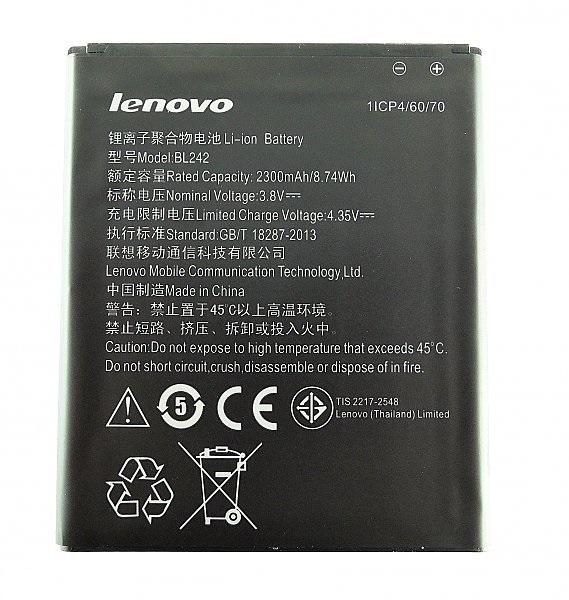 lenovo
1ICP4/60/70
锂离子聚合物电池Li-ion Battery
型号Model:BL242
额定容量Rated Capacity: 2300mAh/8.74Wh
标称电压Nominal Voltage:3.8V⎓
充电限制电压Limited Charge Voltage:4.35V⎓
执行标准Standard:GB/T 18287-2013
联想移动通信科技有限公司
Lenovo Mobile Communication Technology,Ltd.
中国制造Made in China
警告：禁止置于45℃以上高温环境。
禁止短路、挤压、拆卸或投入火中。
Caution:Do not expose to high temperature that exceeds 45°C.
Do not short circuit,crush,disassemble or dispose of in fire.
5
CE
TIS 2217-2548
Lenovo (Thailand) Limited